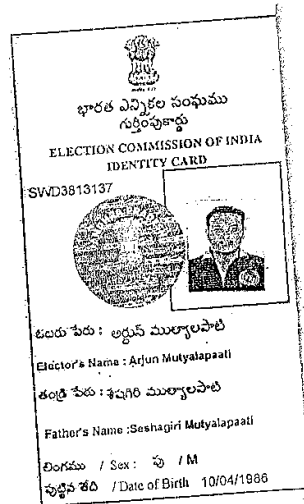 భారత ఎన్నికల సంఘము
గుర్తింపుకార్డు
ELECTION COMMISSION OF INDIA
IDENTITY CARD
SWD3813137
ఓటరు పేరు : అర్జున్ ముత్యాలపాటి
Elector's Name : Arjun Mutyalapaati
తండ్రి పేరు : శేషగిరి ముత్యాలపాటి
Father's Name :Seshagiri Mutyalapaati
లింగము / Sex : పు / M
పుట్టిన తేది / Date of Birth 10/04/1986